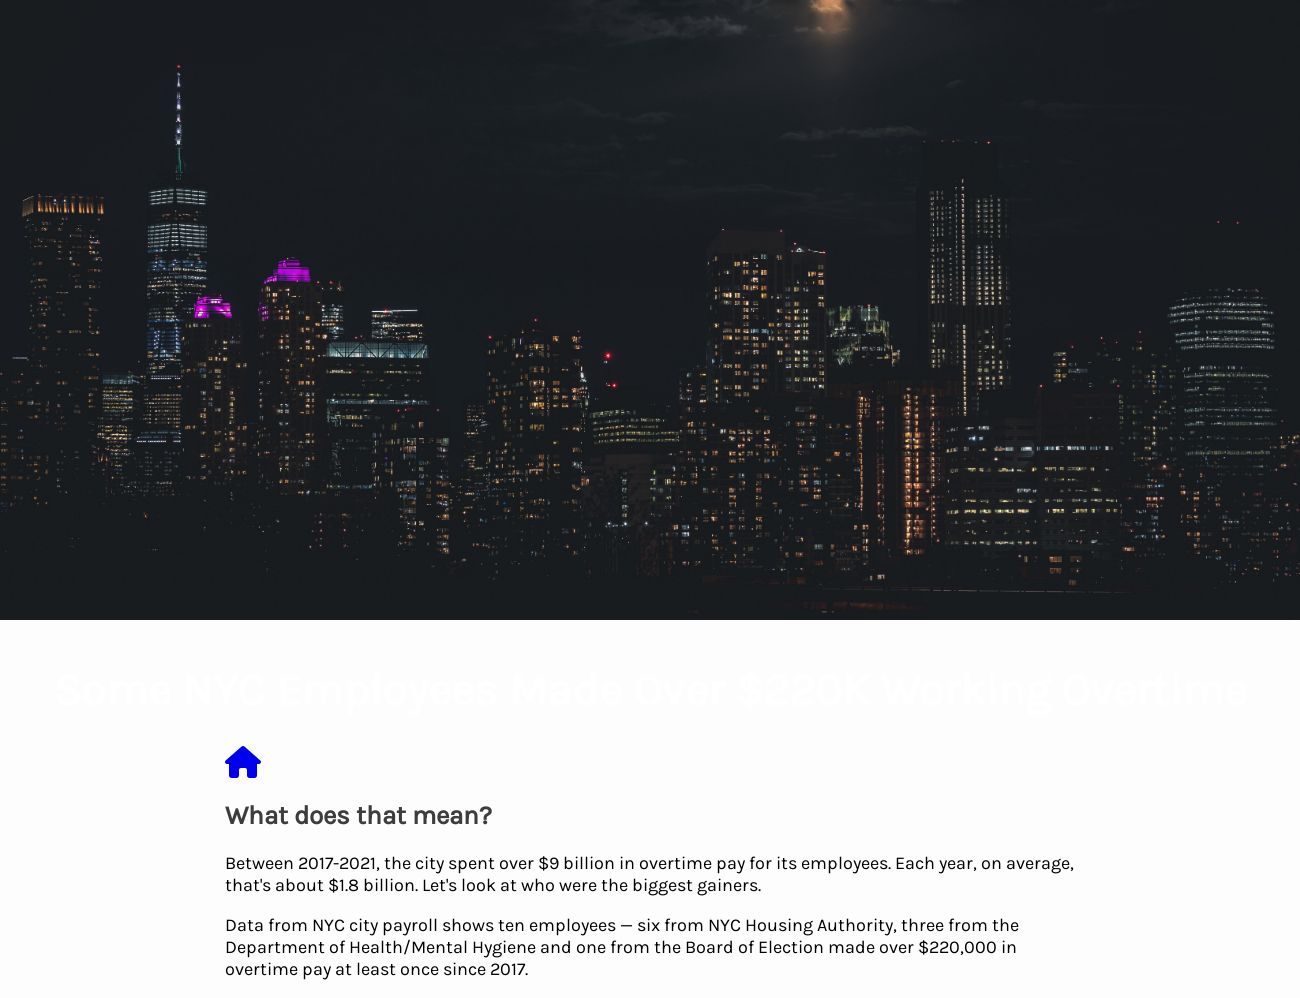 Some NYC Employees Made Over $220K Working Overtime
What does that mean?
Between 2017-2021, the city spent over $9 billion in overtime pay for its employees. Each year, on average,
that's about $1.8 billion. Let's look at who were the biggest gainers.
Data from NYC city payroll shows ten employees — six from NYC Housing Authority, three from the
Department of Health/Mental Hygiene and one from the Board of Election made over $220,000 in
overtime pay at least once since 2017.